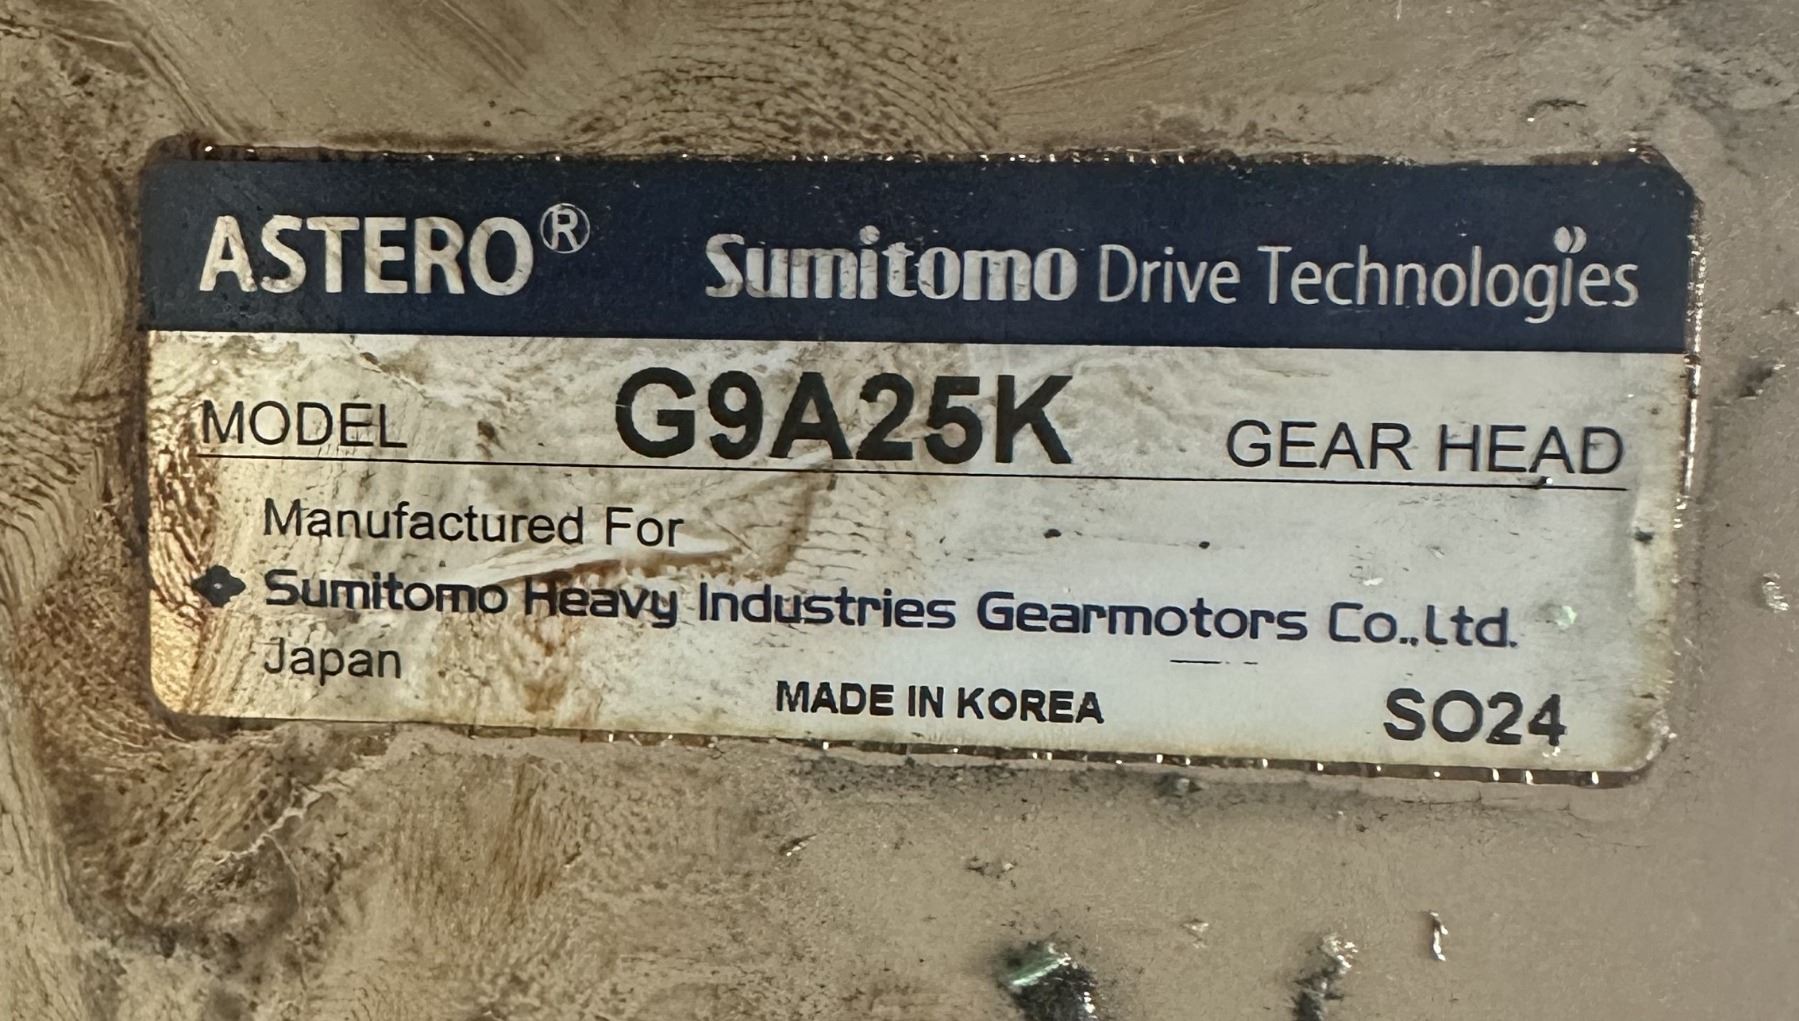 ASTERO® Sumitomo Drive Technologies
MODEL G9A25K GEAR HEAD
Manufactured For
Sumitomo Heavy Industries Gearmotors Co.,Ltd.
Japan
MADE IN KOREA SO24